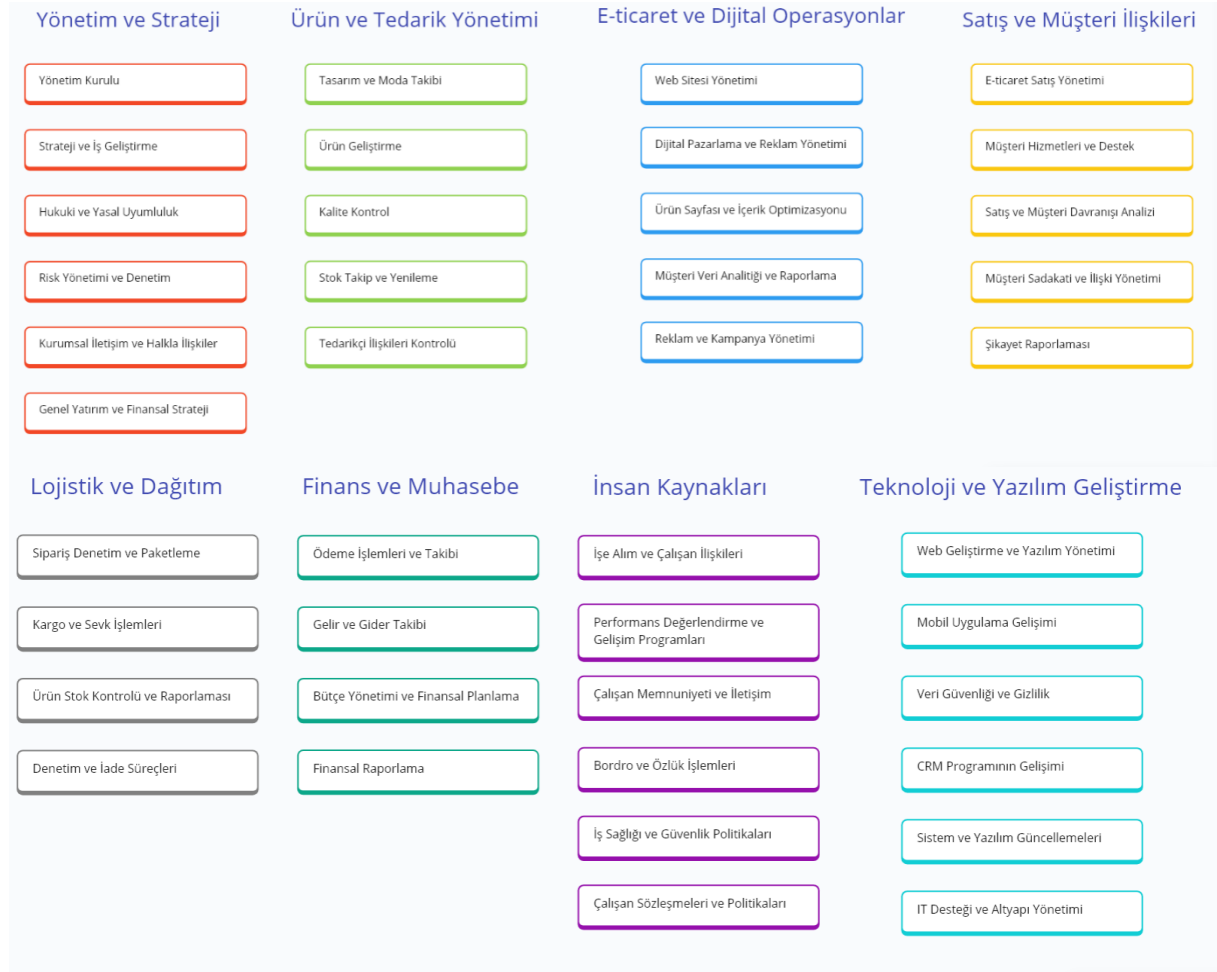 Yönetim ve Strateji
Yönetim Kurulu
Strateji ve İş Geliştirme
Hukuki ve Yasal Uyumluluk
Risk Yönetimi ve Denetim
Kurumsal İletişim ve Halkla İlişkiler
Genel Yatırım ve Finansal Strateji
Ürün ve Tedarik Yönetimi
Tasarım ve Moda Takibi
Ürün Geliştirme
Kalite Kontrol
Stok Takip ve Yenileme
Tedarikçi İlişkileri Kontrolü
E-ticaret ve Dijital Operasyonlar
Web Sitesi Yönetimi
Dijital Pazarlama ve Reklam Yönetimi
Ürün Sayfası ve İçerik Optimizasyonu
Müşteri Veri Analitiği ve Raporlama
Reklam ve Kampanya Yönetimi
Satış ve Müşteri İlişkileri
E-ticaret Satış Yönetimi
Müşteri Hizmetleri ve Destek
Satış ve Müşteri Davranışı Analizi
Müşteri Sadakati ve İlişki Yönetimi
Şikayet Raporlaması
Lojistik ve Dağıtım
Sipariş Denetim ve Paketleme
Kargo ve Sevk İşlemleri
Ürün Stok Kontrolü ve Raporlaması
Denetim ve İade Süreçleri
Finans ve Muhasebe
Ödeme İşlemleri ve Takibi
Gelir ve Gider Takibi
Bütçe Yönetimi ve Finansal Planlama
Finansal Raporlama
İnsan Kaynakları
İşe Alım ve Çalışan İlişkileri
Performans Değerlendirme ve
Gelişim Programları
Çalışan Memnuniyeti ve İletişim
Bordro ve Özlük İşlemleri
İş Sağlığı ve Güvenlik Politikaları
Çalışan Sözleşmeleri ve Politikaları
Teknoloji ve Yazılım Geliştirme
Web Geliştirme ve Yazılım Yönetimi
Mobil Uygulama Gelişimi
Veri Güvenliği ve Gizlilik
CRM Programının Gelişimi
Sistem ve Yazılım Güncellemeleri
IT Desteği ve Altyapı Yönetimi